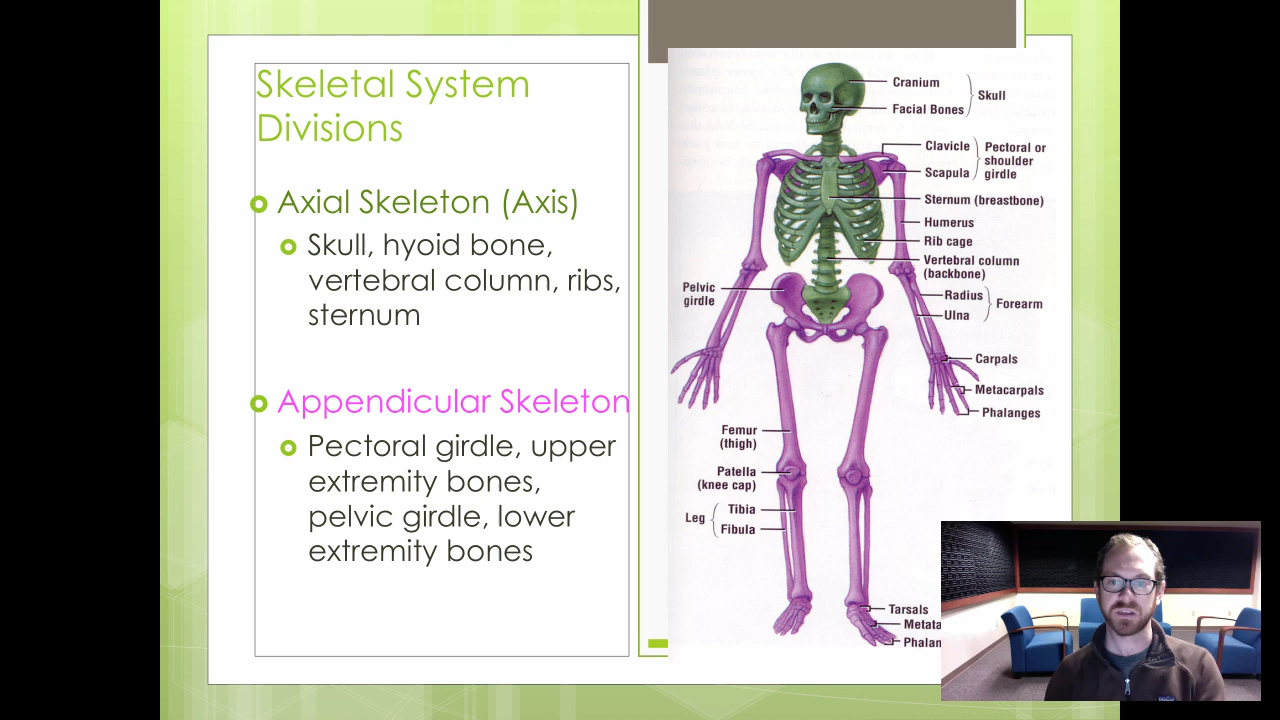 Skeletal System
Divisions
Axial Skeleton (Axis)
Skull, hyoid bone,
vertebral column, ribs,
sternum
Appendicular Skeleton
Pectoral girdle, upper
extremity bones,
pelvic girdle, lower
extremity bones
Cranium
Facial Bones
Skull
Clavicle
Scapula
Pectoral or
shoulder
girdle
Sternum (breastbone)
Humerus
Rib cage
Vertebral column
(backbone)
Pelvic
girdle
Radius
Ulna
Forearm
Carpals
Metacarpals
Phalanges
Femur
(thigh)
Patella
(knee cap)
Leg
Tibia
Fibula
Tarsals
Metata
Phalan